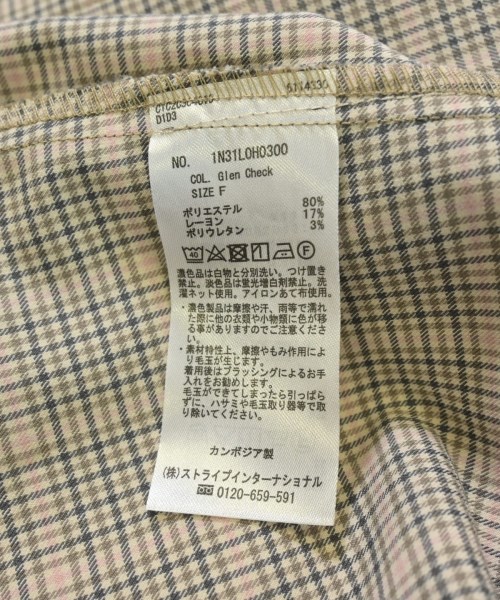 D1D3
NO. 1N31L0H0300
COL. Glen Check
SIZE F
ポリエステル 80%
レーヨン 17%
ポリウレタン 3%
40 F
濃色品は白物と分別洗い。つけ置き
禁止。淡色品は蛍光増白剤禁止。洗
濯ネット使用。アイロンあて布使用。
・濃色製品は摩擦や汗、雨等で濡れ
た際に他の衣類や小物類に色が移
る事がありますのでご注意くださ
い。
・素材特性上、摩擦やもみ作用によ
り毛玉が生じます。
着用後はブラッシングによるお手
入れをお勧めします。
毛玉ができてしまったら引っぱら
ずに、ハサミや毛玉取り器等で取
り除いてください。
カンボジア製
(株)ストライプインターナショナル
0120-659-591